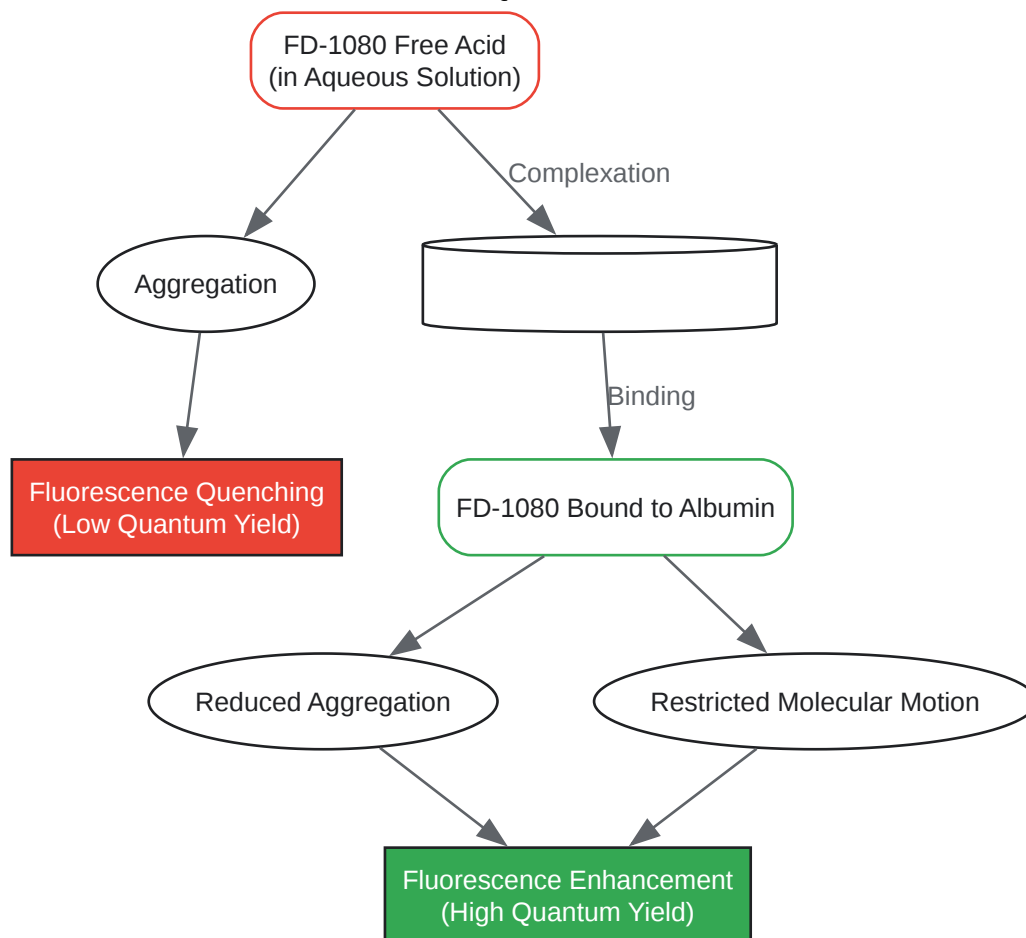 FD-1080 Free Acid
(in Aqueous Solution)
Complexation
Aggregation
Binding
Fluorescence Quenching
(Low Quantum Yield)
FD-1080 Bound to Albumin
Reduced Aggregation
Restricted Molecular Motion
Fluorescence Enhancement
(High Quantum Yield)